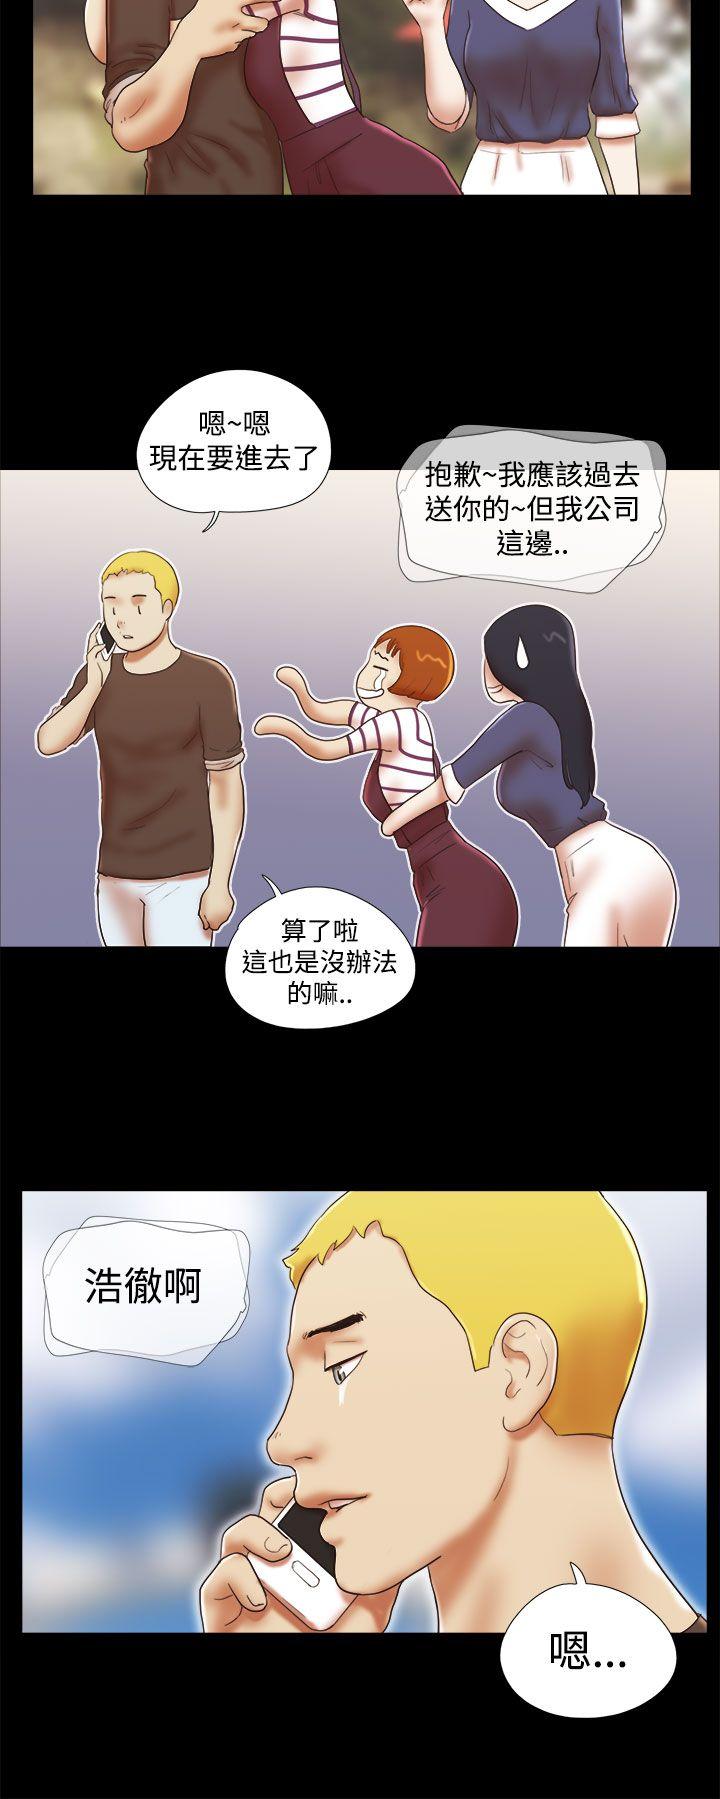 嗯~嗯
現在要進去了
抱歉~我應該過去
送你的~但我公司
這邊..
算了啦
這也是沒辦法
的嘛..
浩徹啊
嗯...